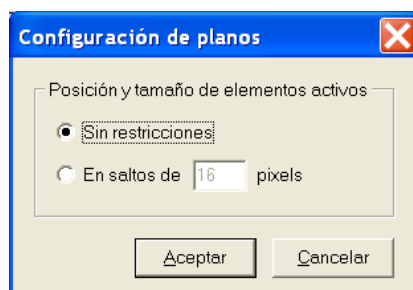 Configuración de planos
Posición y tamaño de elementos activos
Sin restricciones
En saltos de 16 pixels
Aceptar Cancelar